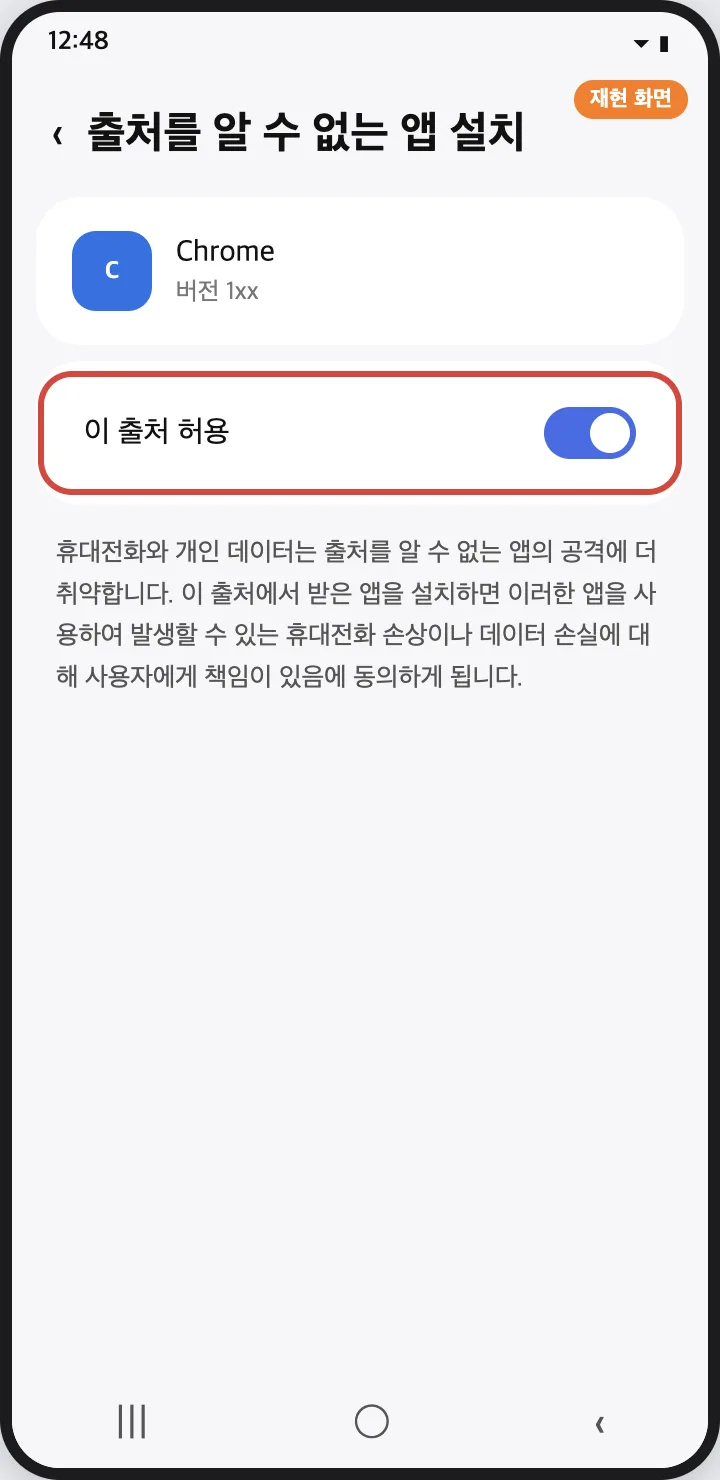 12:48
재현 화면
출처를 알 수 없는 앱 설치
C
Chrome
버전 1xx
이 출처 허용
휴대전화와 개인 데이터는 출처를 알 수 없는 앱의 공격에 더
취약합니다. 이 출처에서 받은 앱을 설치하면 이러한 앱을 사
용하여 발생할 수 있는 휴대전화 손상이나 데이터 손실에 대
해 사용자에게 책임이 있음에 동의하게 됩니다.